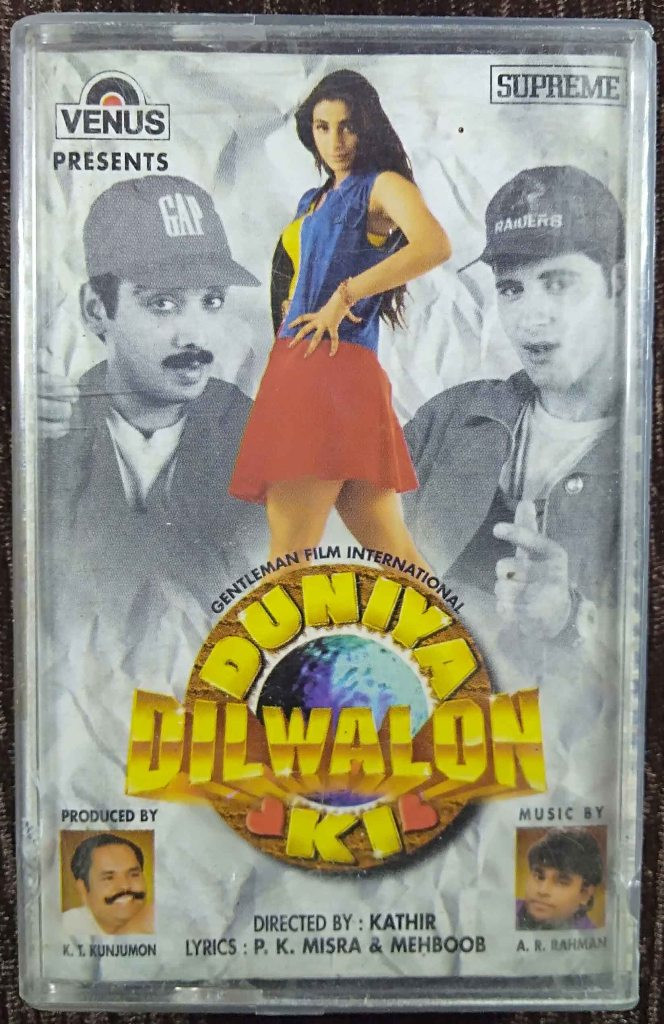 VENUS
PRESENTS
SUPREME
GAP
RAIDERS
GENTLEMAN FILM INTERNATIONAL
DUNIYA
DILWALON
KI
PRODUCED BY
K. T. KUNJUMON
MUSIC BY
A. R. RAHMAN
DIRECTED BY : KATHIR
LYRICS : P. K. MISRA & MEHBOOB